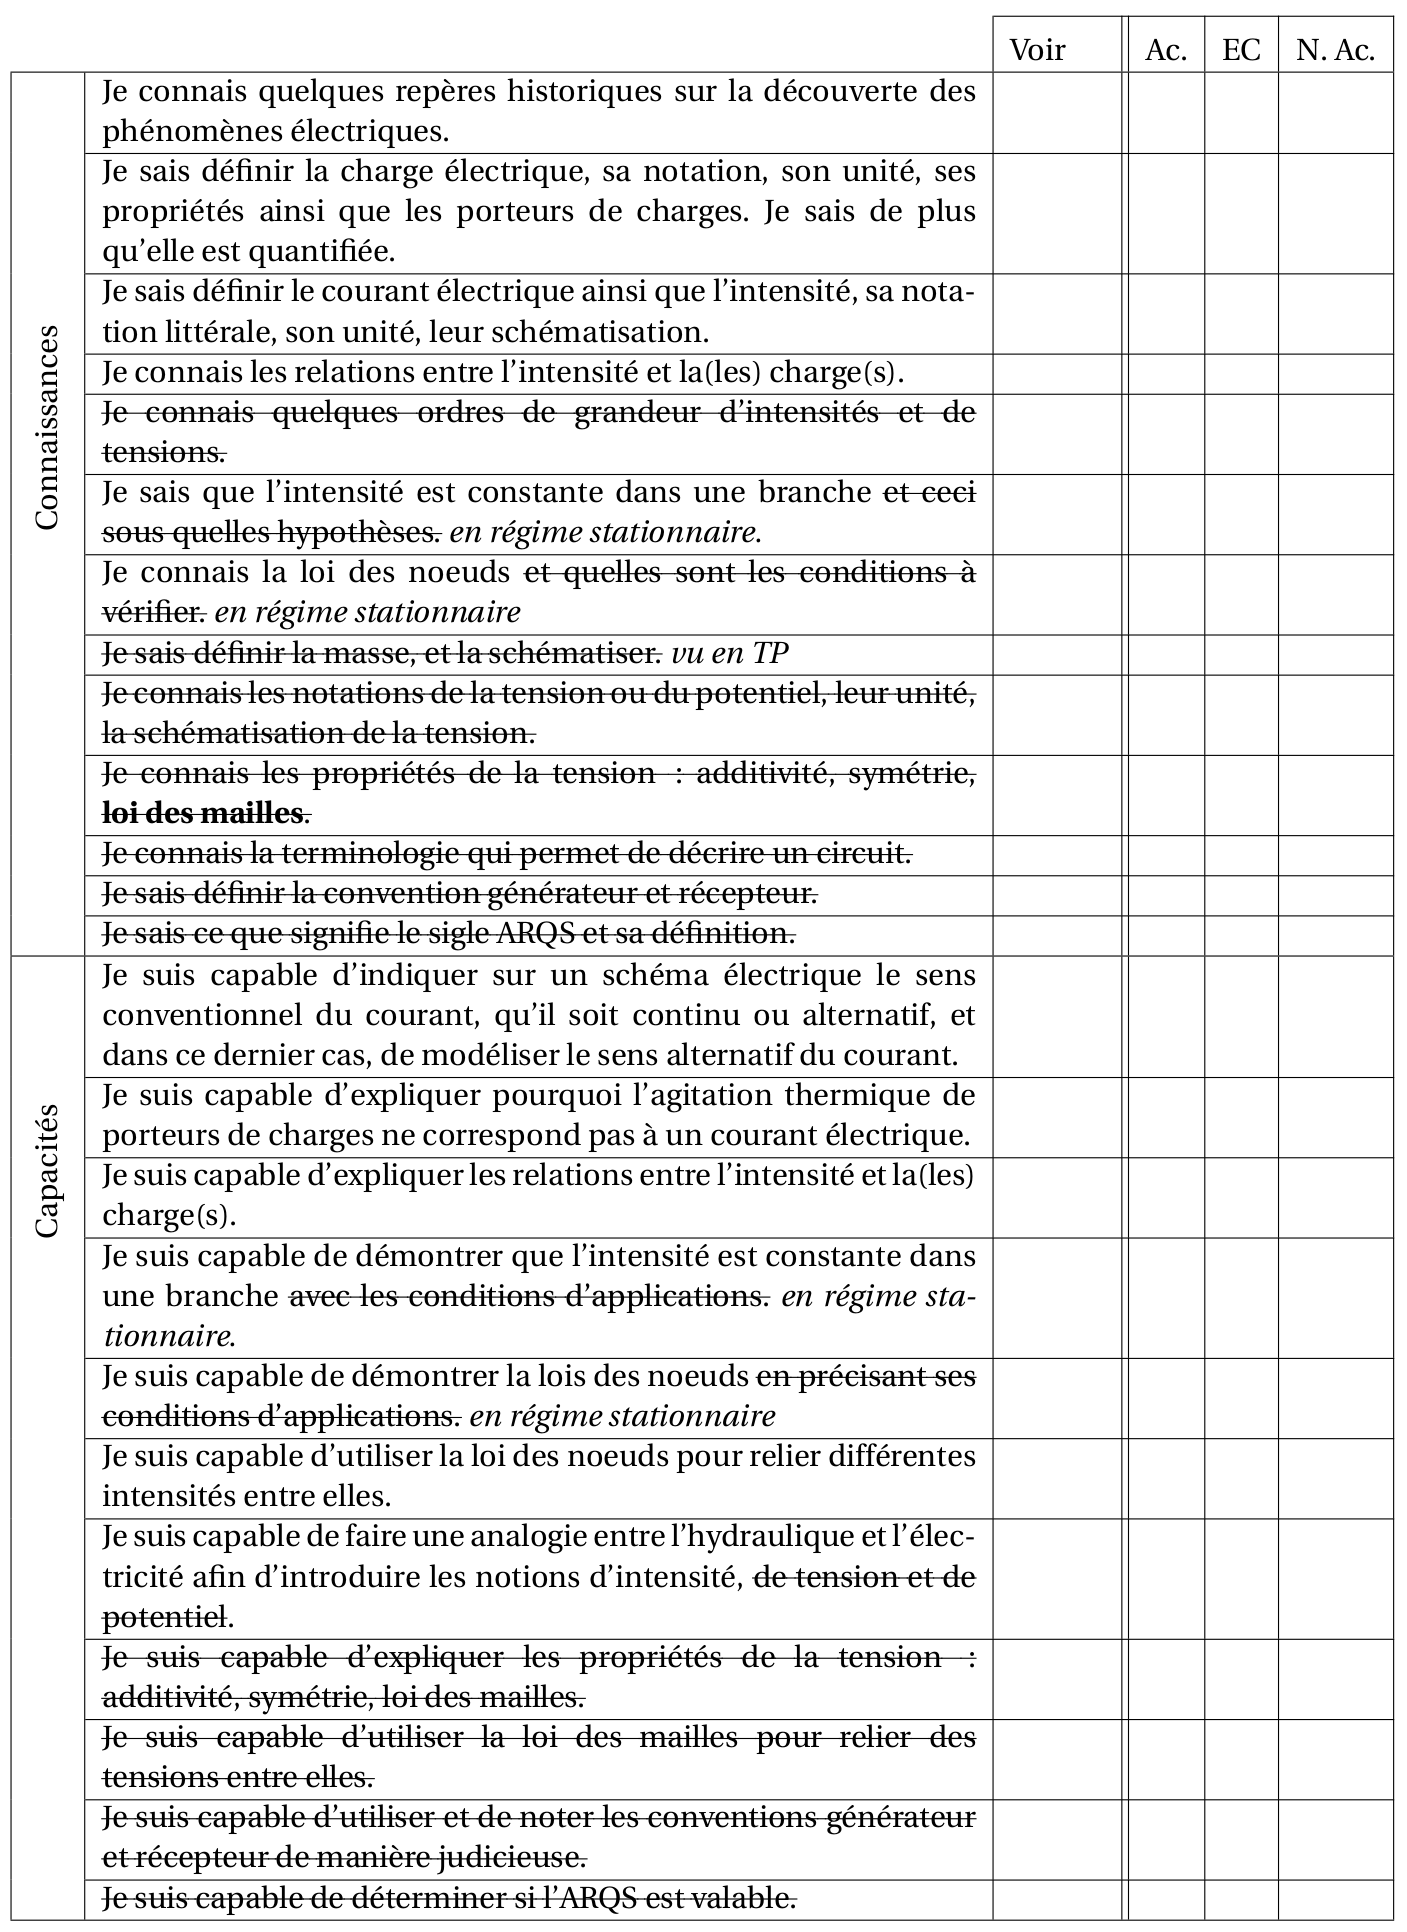 Voir Ac. EC N. Ac.
Connaissances
Je connais quelques repères historiques sur la découverte des
phénomènes électriques.
Je sais définir la charge électrique, sa notation, son unité, ses
propriétés ainsi que les porteurs de charges. Je sais de plus
qu'elle est quantifiée.
Je sais définir le courant électrique ainsi que l'intensité, sa nota-
tion littérale, son unité, leur schématisation.
Je connais les relations entre l'intensité et la(les) charge(s).
Je connais quelques ordres de grandeur d'intensités et de
tensions.
Je sais que l'intensité est constante dans une branche et ceci
sous quelles hypothèses. en régime stationnaire.
Je connais la loi des noeuds et quelles sont les conditions à
vérifier. en régime stationnaire
Je sais définir la masse, et la schématiser. vu en TP
Je connais les notations de la tension ou du potentiel, leur unité,
la schématisation de la tension.
Je connais les propriétés de la tension : additivité, symétrie,
loi des mailles.
Je connais la terminologie qui permet de décrire un circuit.
Je sais définir la convention générateur et récepteur.
Je sais ce que signifie le sigle ARQS et sa définition.
Capacités
Je suis capable d'indiquer sur un schéma électrique le sens
conventionnel du courant, qu'il soit continu ou alternatif, et
dans ce dernier cas, de modéliser le sens alternatif du courant.
Je suis capable d'expliquer pourquoi l'agitation thermique de
porteurs de charges ne correspond pas à un courant électrique.
Je suis capable d'expliquer les relations entre l'intensité et la(les)
charge(s).
Je suis capable de démontrer que l'intensité est constante dans
une branche avec les conditions d'applications. en régime sta-
tionnaire.
Je suis capable de démontrer la lois des noeuds en précisant ses
conditions d'applications. en régime stationnaire
Je suis capable d'utiliser la loi des noeuds pour relier différentes
intensités entre elles.
Je suis capable de faire une analogie entre l'hydraulique et l'élec-
tricité afin d'introduire les notions d'intensité, de tension et de
potentiel.
Je suis capable d'expliquer les propriétés de la tension :
additivité, symétrie, loi des mailles.
Je suis capable d'utiliser la loi des mailles pour relier des
tensions entre elles.
Je suis capable d'utiliser et de noter les conventions générateur
et récepteur de manière judicieuse.
Je suis capable de déterminer si l'ARQS est valable.